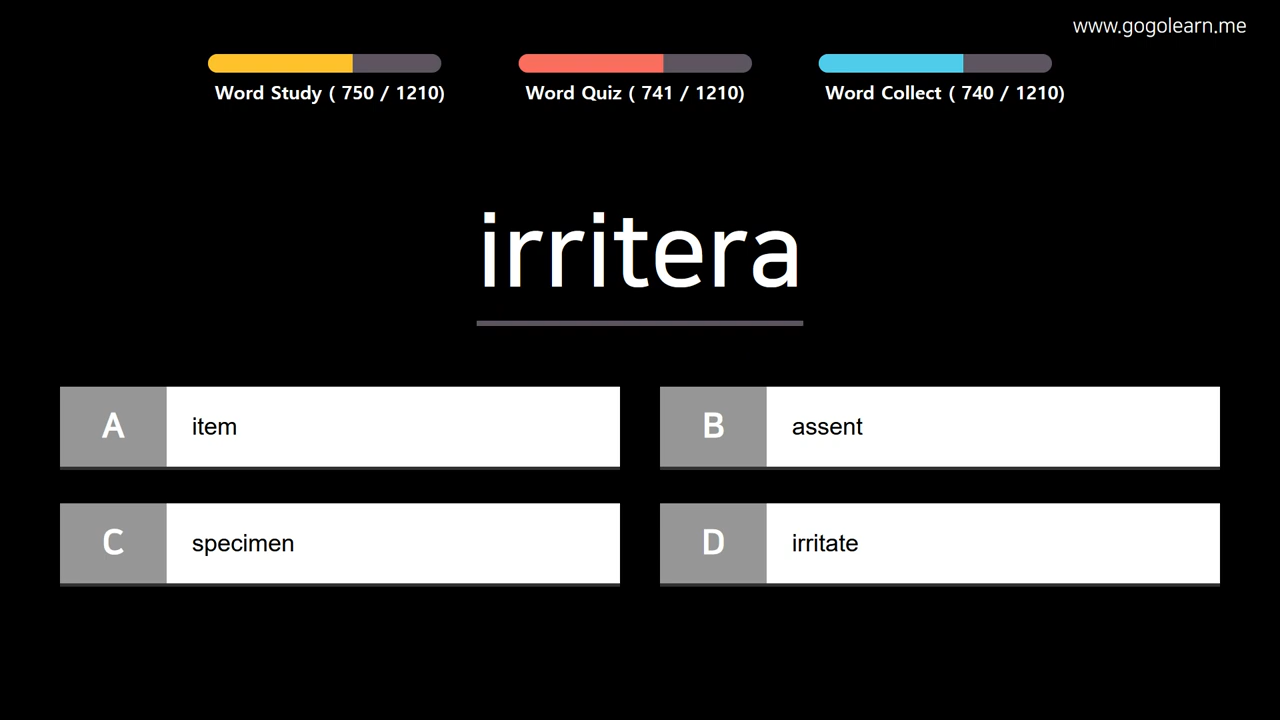 www.gogolearn.me
Word Study ( 750 / 1210)
Word Quiz ( 741 / 1210)
Word Collect ( 740 / 1210)
irritera
A item
B assent
C specimen
D irritate